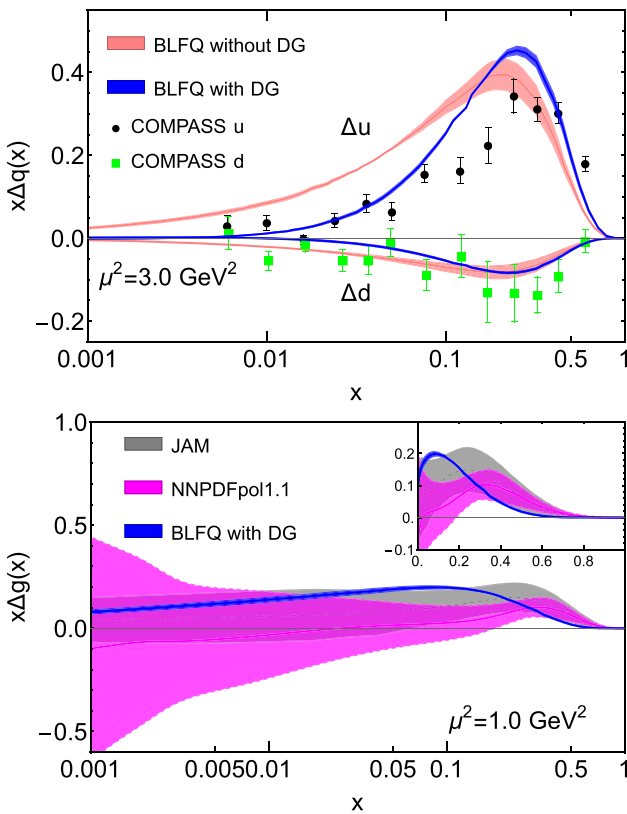 BLFQ without DG
BLFQ with DG
COMPASS u
COMPASS d
Δu
Δd
μ²=3.0 GeV²
xΔq(x)
0.4
0.2
0.0
−0.2
0.001
0.01
0.1
0.5
1
x
JAM
NNPDFpol1.1
BLFQ with DG
μ²=1.0 GeV²
xΔg(x)
1.0
0.5
0.0
−0.5
0.2
0.1
0.
−0.1
0.
0.2
0.4
0.6
0.8
0.001
0.005
0.01
0.05
0.1
0.5
1
x